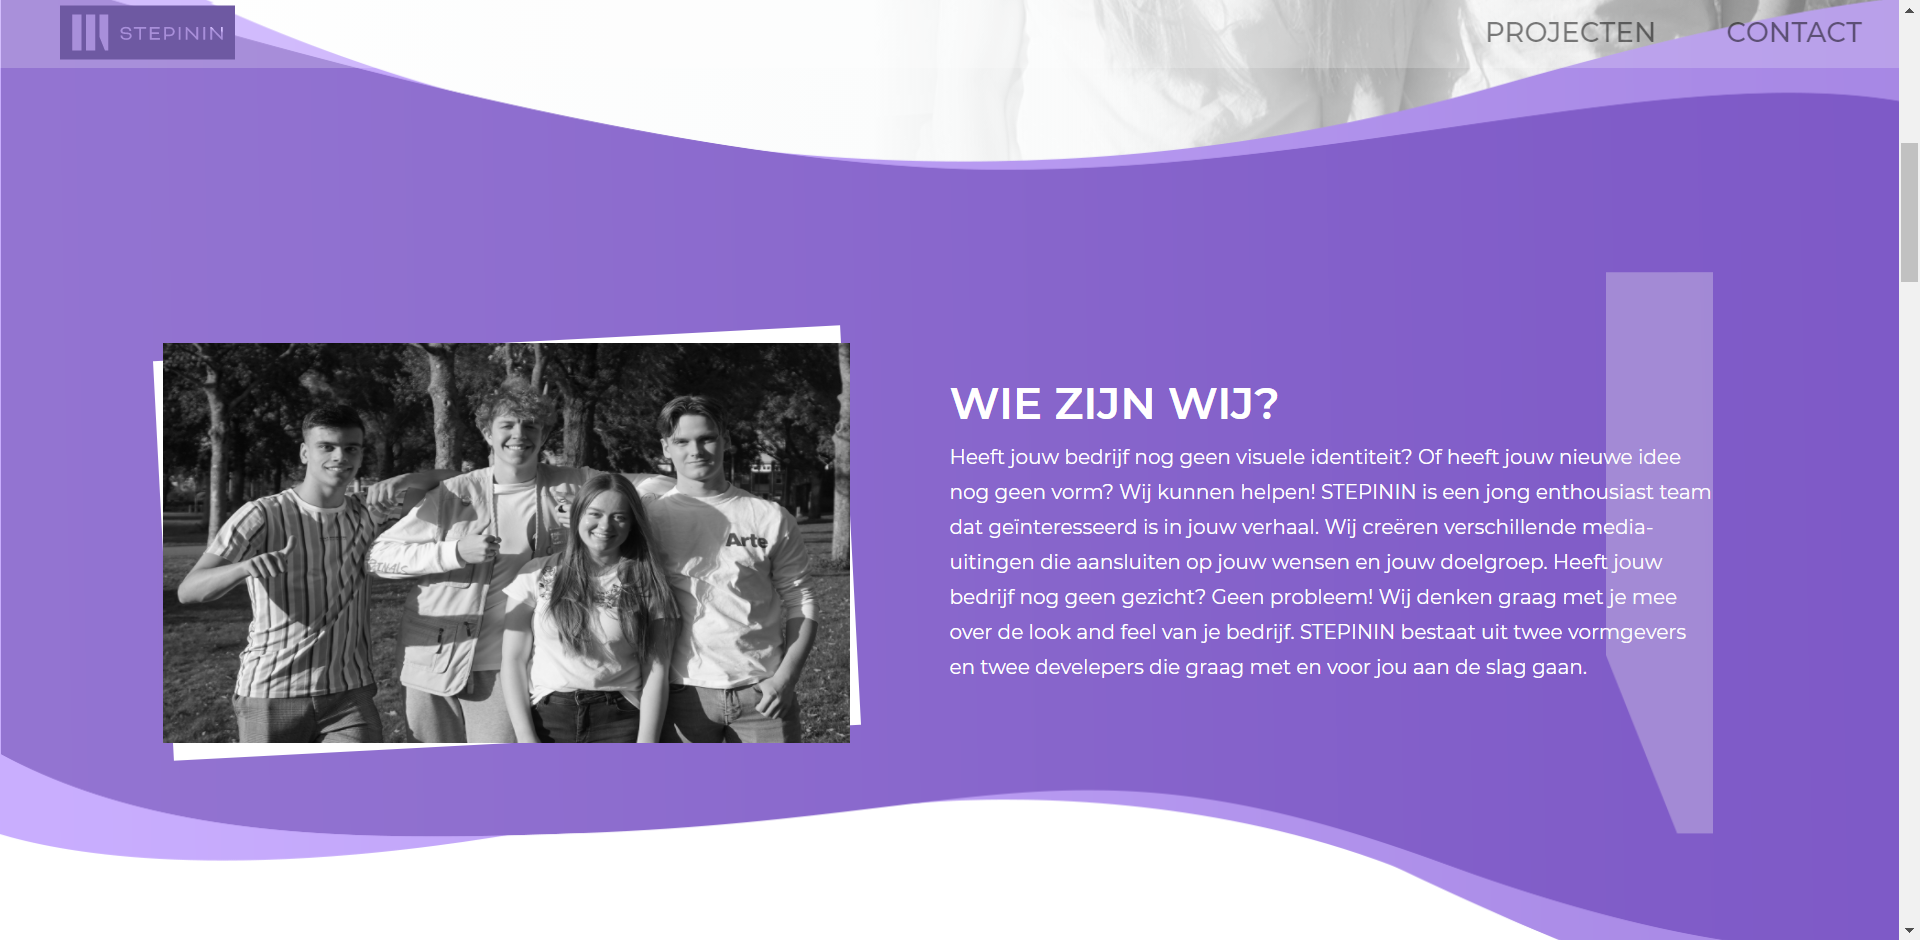 STEPININ
PROJECTEN
CONTACT
WIE ZIJN WIJ?
Heeft jouw bedrijf nog geen visuele identiteit? Of heeft jouw nieuwe idee
nog geen vorm? Wij kunnen helpen! STEPININ is een jong enthousiast team
dat geïnteresseerd is in jouw verhaal. Wij creëren verschillende media-
uitingen die aansluiten op jouw wensen en jouw doelgroep. Heeft jouw
bedrijf nog geen gezicht? Geen probleem! Wij denken graag met je mee
over de look and feel van je bedrijf. STEPININ bestaat uit twee vormgevers
en twee develepers die graag met en voor jou aan de slag gaan.
Arte